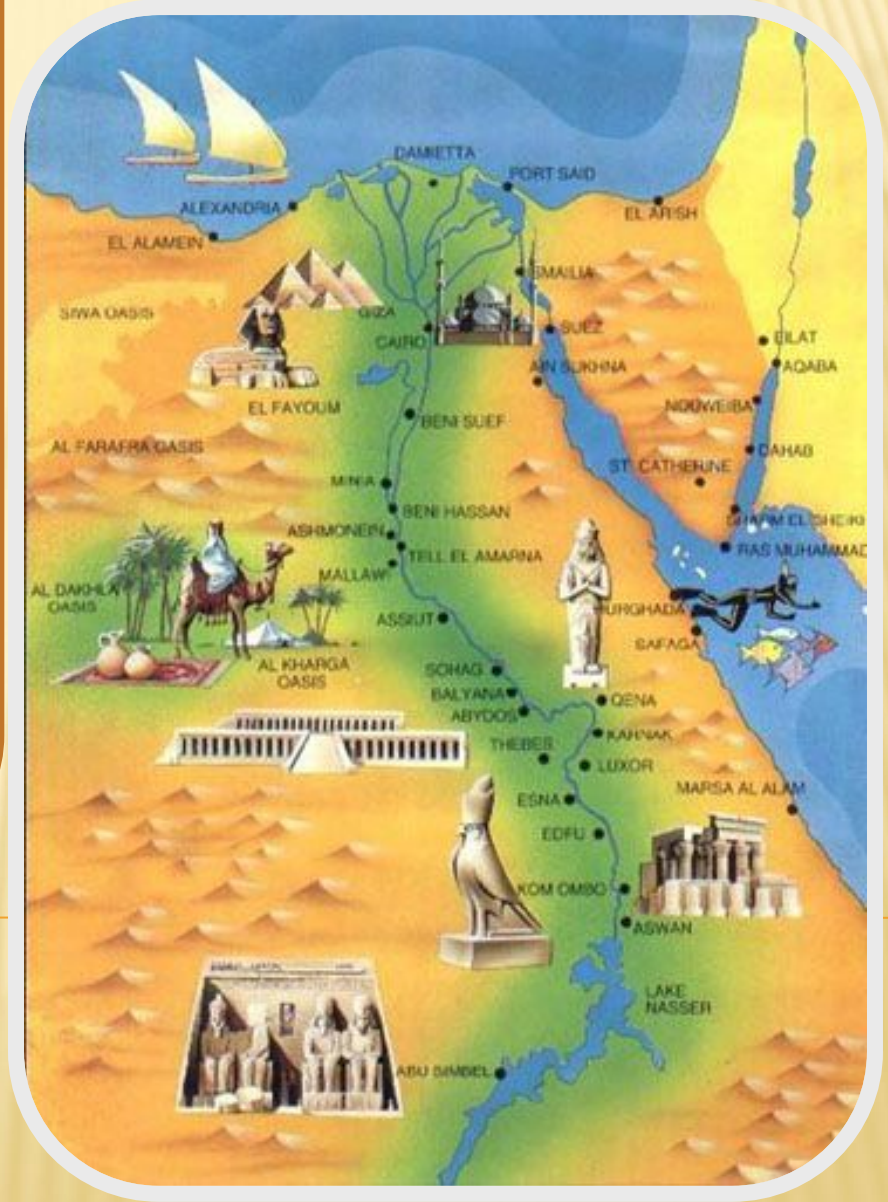 DAMIETTA
PORT SAID
ALEXANDRIA
EL ARISH
EL ALAMEIN
ISMAILIA
SIWA OASIS
GIZA
CAIRO
SUEZ
EILAT
AIN SUKHNA
AQABA
EL FAYOUM
NOUWEIBA
BENI SUEF
AL FARAFRA OASIS
DAHAB
ST. CATHERINE
MINIA
BENI HASSAN
SHARM EL SHEIKH
ASHMONEIN
TELL EL AMARNA
RAS MUHAMMAD
MALLAWI
AL DAKHLA
OASIS
HURGHADA
ASSIUT
SAFAGA
AL KHARGA
OASIS
SOHAG
BALYANA
QENA
ABYDOS
KARNAK
THEBES
LUXOR
MARSA AL ALAM
ESNA
EDFU
KOM OMBO
ASWAN
LAKE
NASSER
ABU SIMBEL